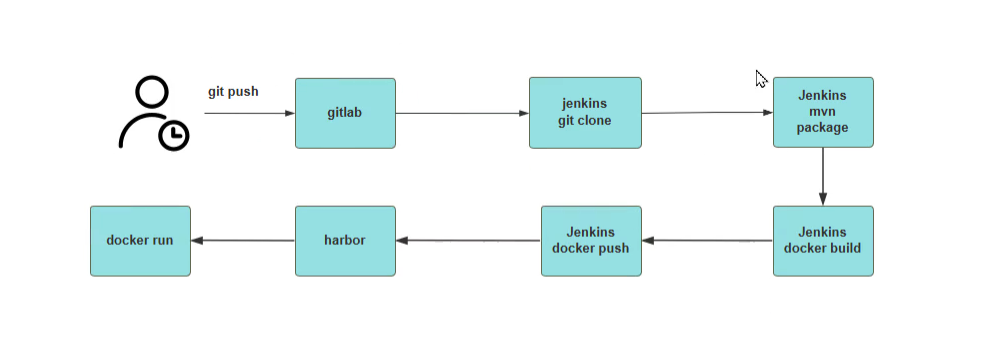 git push
gitlab
jenkins
git clone
Jenkins
mvn
package
docker run
harbor
Jenkins
docker push
Jenkins
docker build